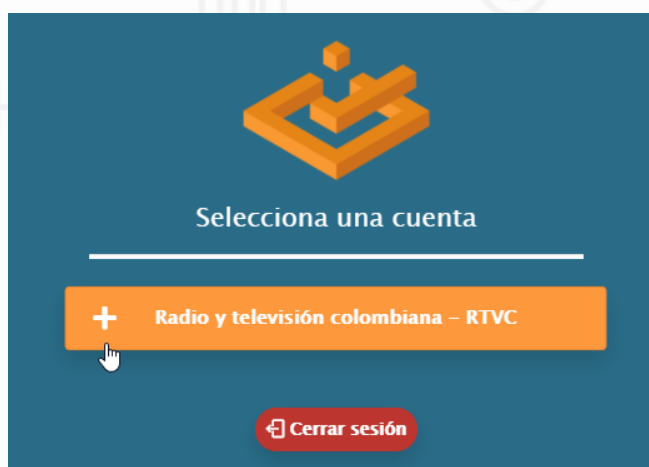 Selecciona una cuenta
Radio y televisión colombiana – RTVC
Cerrar sesión